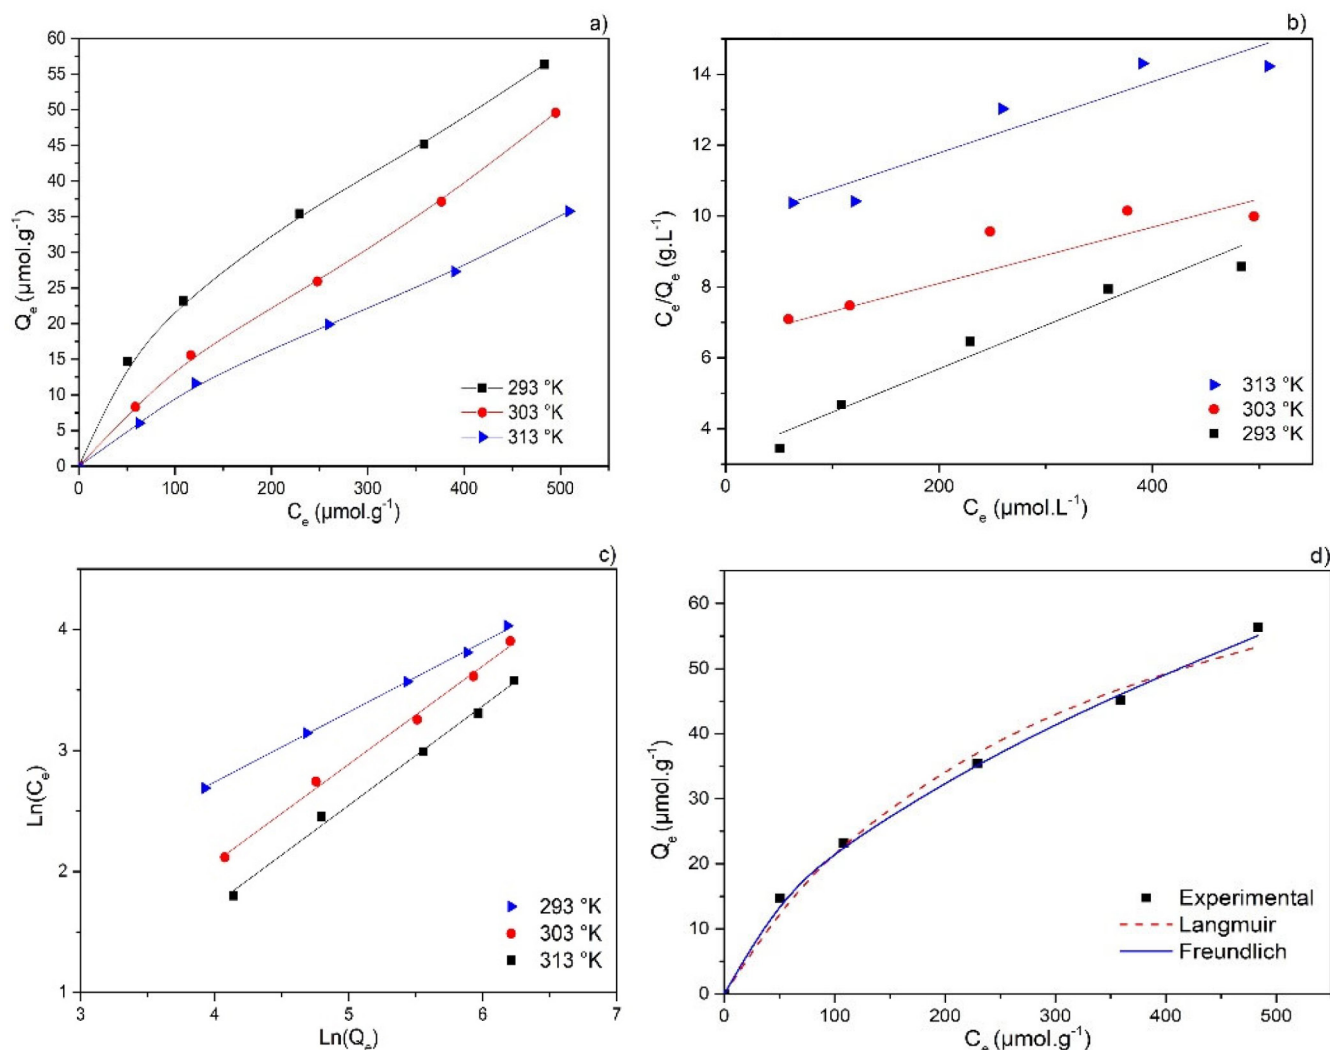 a)
60
55
50
45
40
35
30
25
20
15
10
5
0
Qe (µmol.g-1)
293 °K
303 °K
313 °K
0 100 200 300 400 500
Ce (µmol.g-1)
b)
14
12
10
8
6
4
Ce/Qe (g.L-1)
313 °K
303 °K
293 °K
200 400
Ce (µmol.L-1)
c)
4
3
2
1
Ln(Ce)
293 °K
303 °K
313 °K
3 4 5 6 7
Ln(Qe)
d)
60
50
40
30
20
10
0
Qe (µmol.g-1)
Experimental
Langmuir
Freundlich
0 100 200 300 400 500
Ce (µmol.g-1)